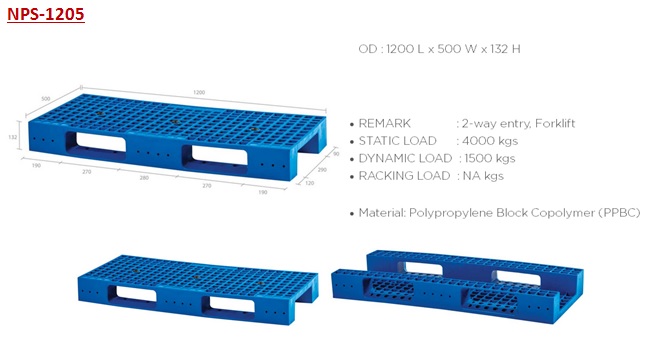 NPS-1205
OD : 1200 L x 500 W x 132 H
500
1200
132
190
270
280
270
190
120
290
90
• REMARK : 2-way entry, Forklift
• STATIC LOAD : 4000 kgs
• DYNAMIC LOAD : 1500 kgs
• RACKING LOAD : NA kgs
• Material: Polypropylene Block Copolymer (PPBC)